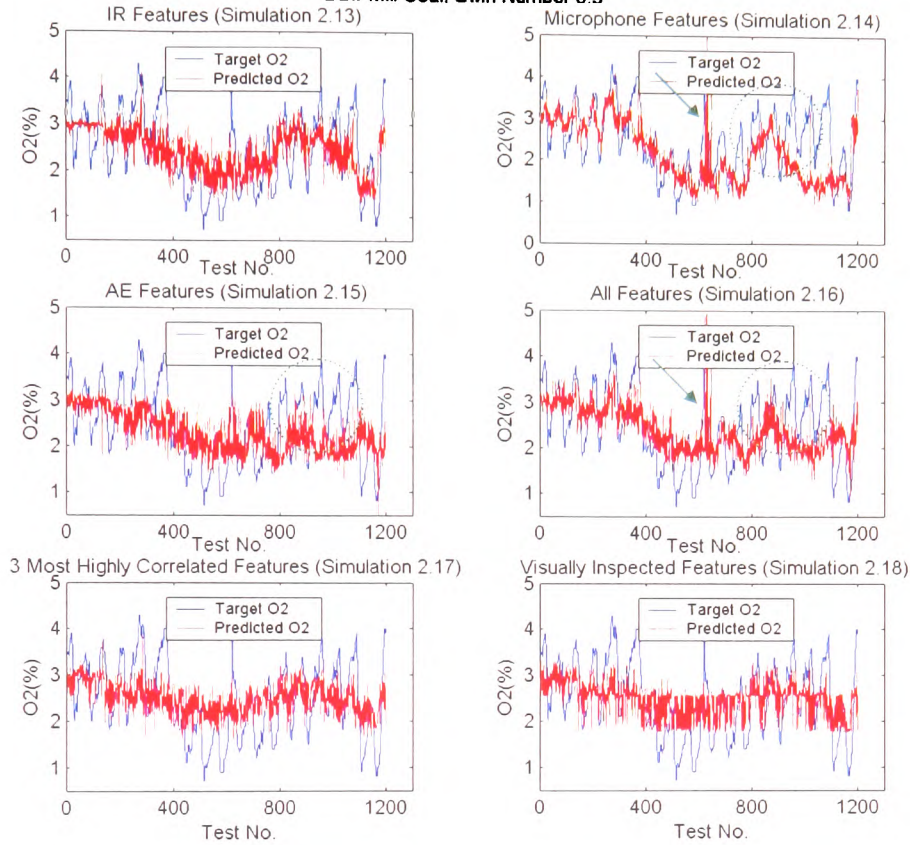 IR Features (Simulation 2.13)
5
4
3
2
1
O2(%)
Target O2
Predicted O2
0
400
800
1200
Test No.
Microphone Features (Simulation 2.14)
5
4
3
2
1
0
O2(%)
Target O2
Predicted O2
0
400
800
1200
Test No.
AE Features (Simulation 2.15)
5
4
3
2
1
O2(%)
Target O2
Predicted O2
0
400
800
1200
Test No.
All Features (Simulation 2.16)
5
4
3
2
1
O2(%)
Target O2
Predicted O2
0
400
800
1200
Test No.
3 Most Highly Correlated Features (Simulation 2.17)
5
4
3
2
1
O2(%)
Target O2
Predicted O2
0
400
800
1200
Test No.
Visually Inspected Features (Simulation 2.18)
5
4
3
2
1
O2(%)
Target O2
Predicted O2
0
400
800
1200
Test No.